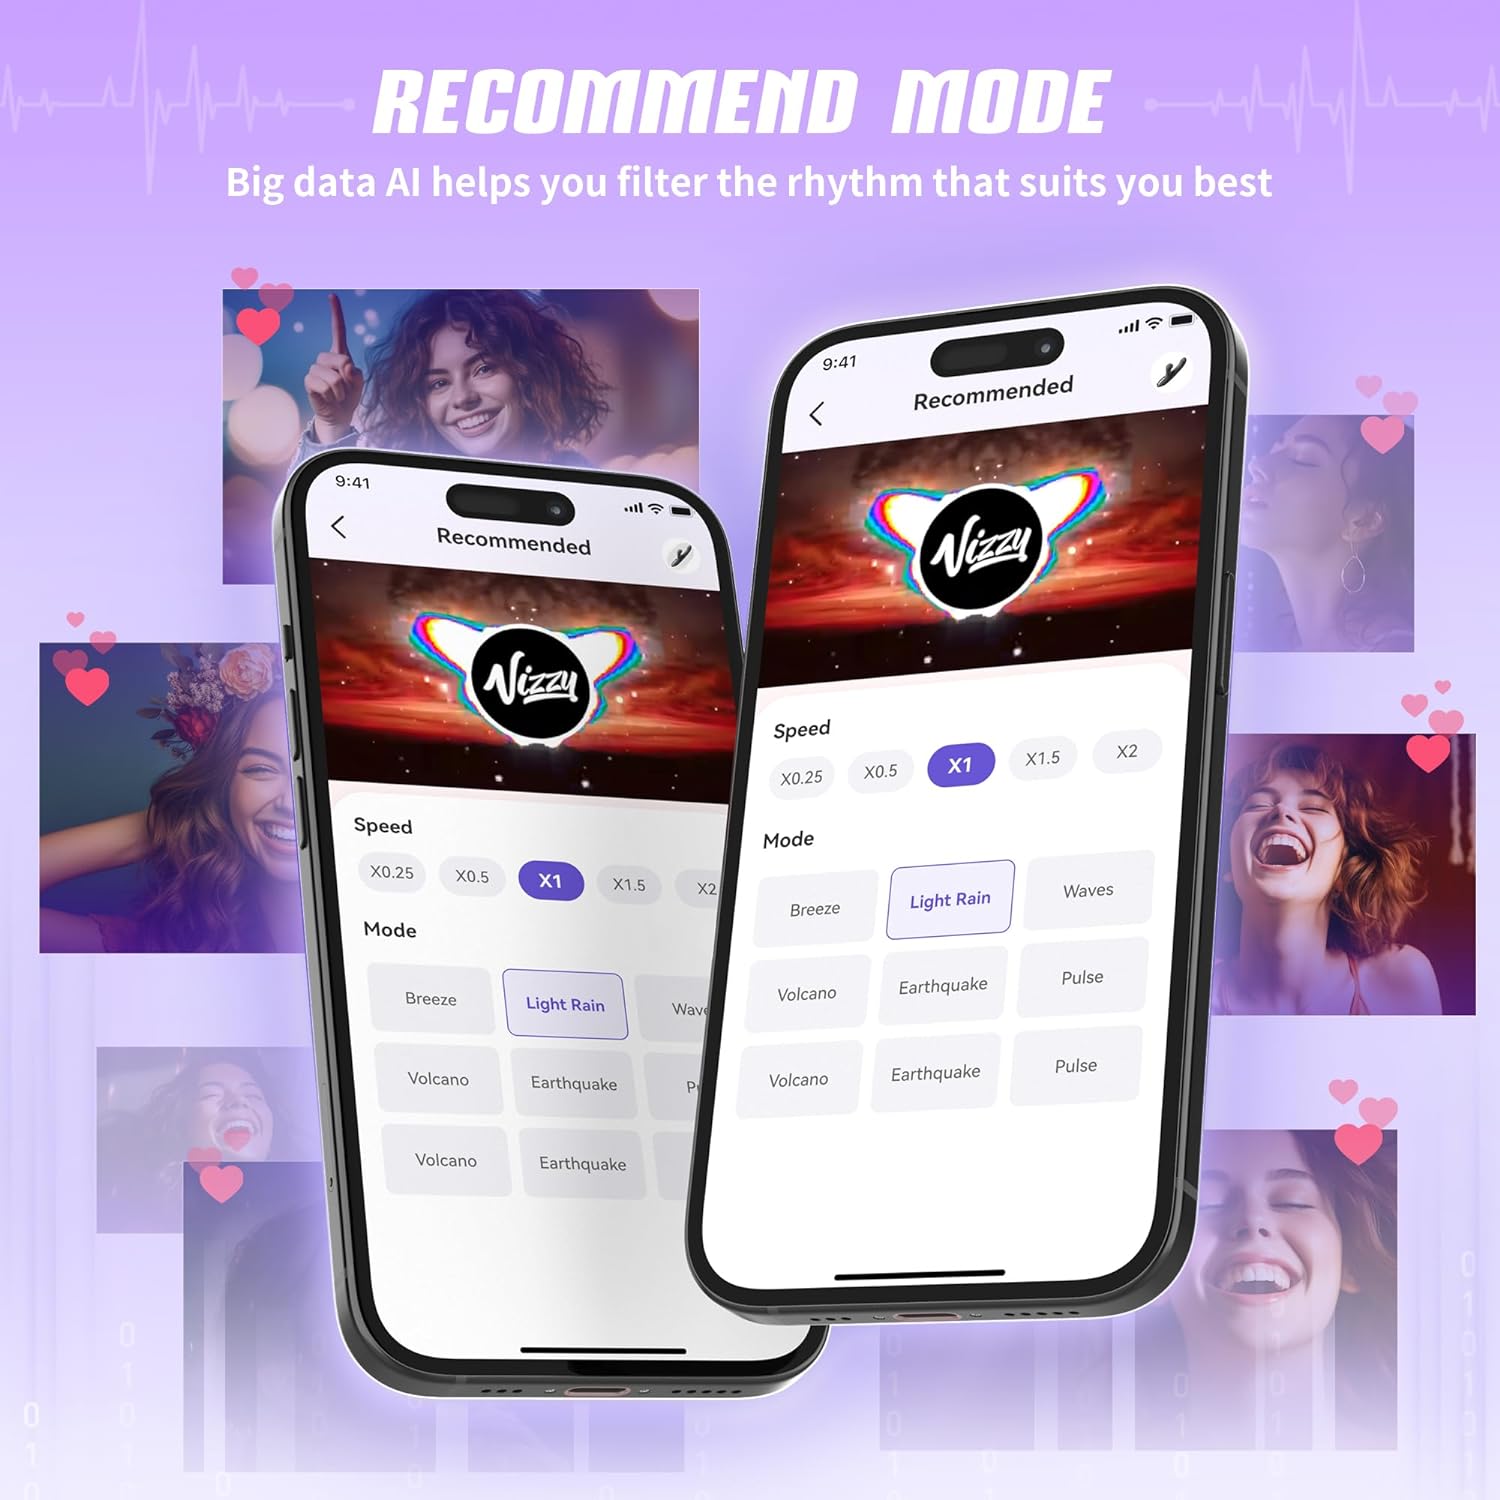 RECOMMEND MODE
Big data AI helps you filter the rhythm that suits you best
9:41
Recommended
Nizzy
Speed
X0.25 X0.5 X1 X1.5 X2
Mode
Breeze Light Rain
Volcano Earthquake
Volcano Earthquake
9:41
Recommended
Nizzy
Speed
X0.25 X0.5 X1 X1.5 X2
Mode
Breeze Light Rain Waves
Volcano Earthquake Pulse
Volcano Earthquake Pulse